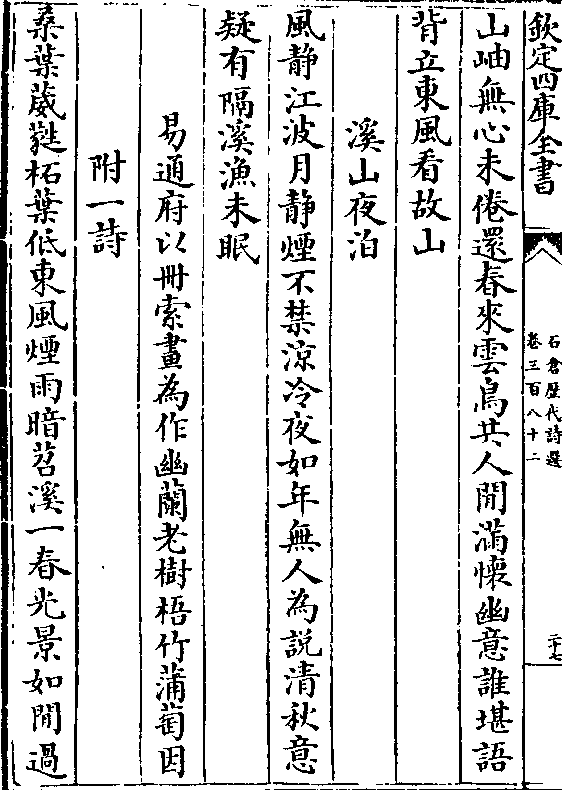 欽定四庫全書
石倉歷代詩選
卷三百八十二
二十七
山岫無心未倦還春來雲鳥共人閒滿懷幽意誰堪語
背立東風看故山
溪山夜泊
風静江波月静煙不禁涼冷夜如年無人為説清秋意
疑有隔溪漁未眠
易通府以冊索畫為作幽蘭老樹梧竹蒲萄因
附一詩
桑葉葳蕤柘葉低東風煙雨暗苕溪一春光景如閒過